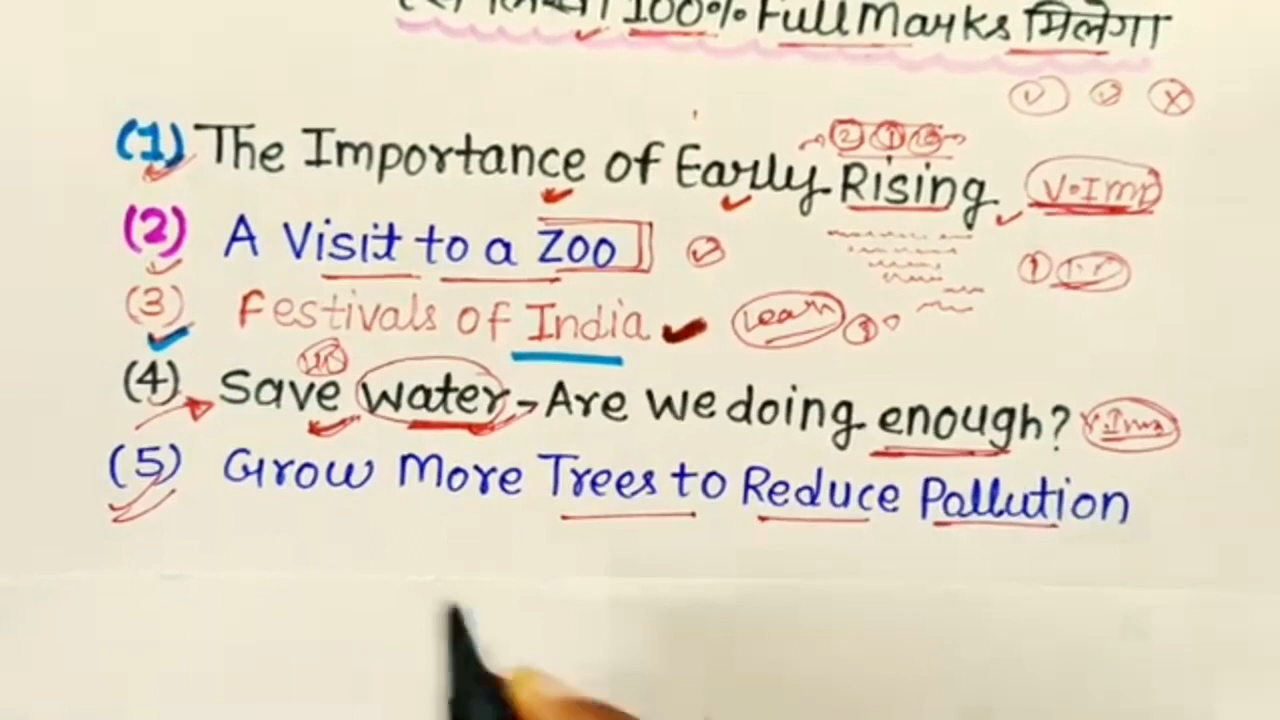 100% Full Marks मिलेगा
(1) The Importance of Early Rising V.Imp
(2) A Visit to a Zoo
(3) Festivals of India Learn
(4) Save water - Are we doing enough? V.Imp
(5) Grow More Trees to Reduce Pollution